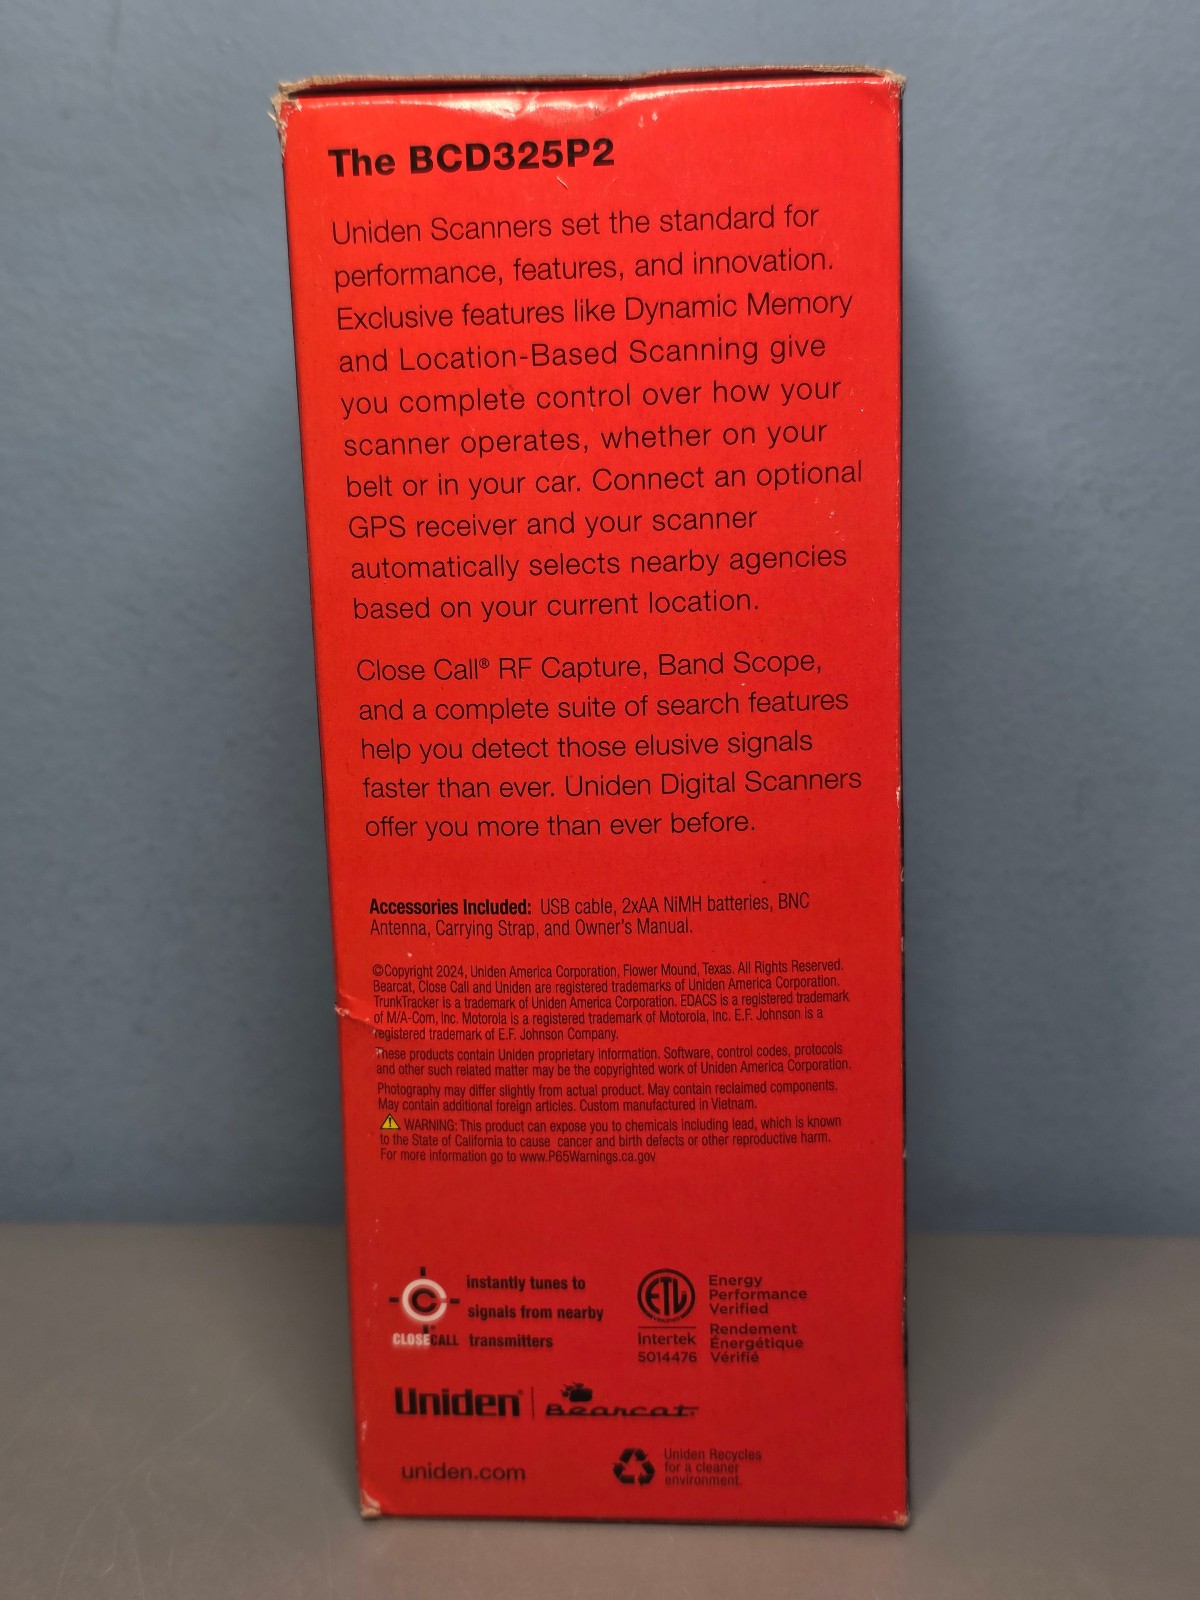 The BCD325P2
Uniden Scanners set the standard for
performance, features, and innovation.
Exclusive features like Dynamic Memory
and Location-Based Scanning give
you complete control over how your
scanner operates, whether on your
belt or in your car. Connect an optional
GPS receiver and your scanner
automatically selects nearby agencies
based on your current location.
Close Call® RF Capture, Band Scope,
and a complete suite of search features
help you detect those elusive signals
faster than ever. Uniden Digital Scanners
offer you more than ever before.
Accessories Included: USB cable, 2xAA NiMH batteries, BNC
Antenna, Carrying Strap, and Owner's Manual.
©Copyright 2024, Uniden America Corporation, Flower Mound, Texas. All Rights Reserved.
Bearcat, Close Call and Uniden are registered trademarks of Uniden America Corporation.
TrunkTracker is a trademark of Uniden America Corporation. EDACS is a registered trademark
of M/A-Com, Inc. Motorola is a registered trademark of Motorola, Inc. E.F. Johnson is a
registered trademark of E.F. Johnson Company.
These products contain Uniden proprietary information. Software, control codes, protocols
and other such related matter may be the copyrighted work of Uniden America Corporation.
Photography may differ slightly from actual product. May contain reclaimed components.
May contain additional foreign articles. Custom manufactured in Vietnam.
WARNING: This product can expose you to chemicals including lead, which is known
to the State of California to cause cancer and birth defects or other reproductive harm.
For more information go to www.P65Warnings.ca.gov
C
CLOSECALL
instantly tunes to
signals from nearby
transmitters
ETL
Intertek
5014476
Energy
Performance
Verified
Rendement
Énergétique
Vérifié
Uniden® | Bearcat
uniden.com
Uniden Recycles
for a cleaner
environment.